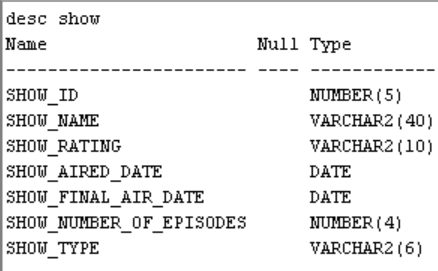 desc show
Name                   Null Type
---------------------- ---- ------------
SHOW_ID                     NUMBER(5)
SHOW_NAME                   VARCHAR2(40)
SHOW_RATING                 VARCHAR2(10)
SHOW_AIRED_DATE             DATE
SHOW_FINAL_AIR_DATE         DATE
SHOW_NUMBER_OF_EPISODES     NUMBER(4)
SHOW_TYPE                   VARCHAR2(6)